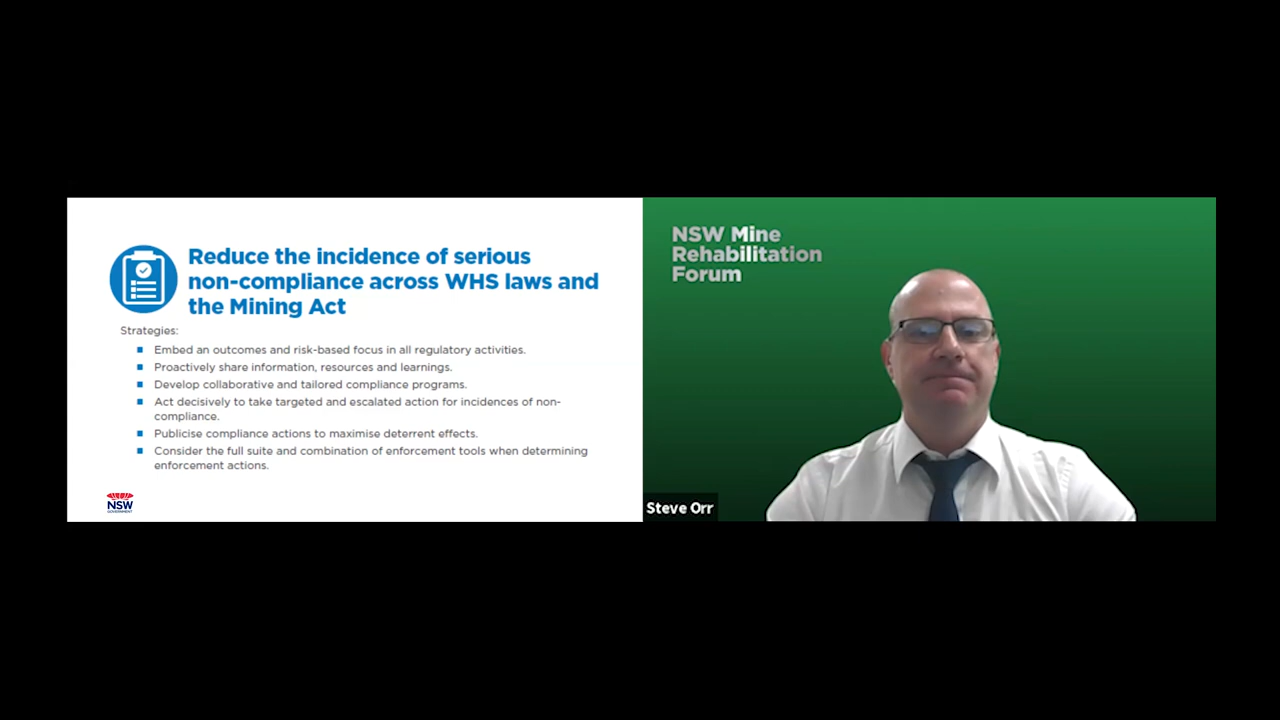 Reduce the incidence of serious
non-compliance across WHS laws and
the Mining Act
Strategies:
Embed an outcomes and risk-based focus in all regulatory activities.
Proactively share information, resources and learnings.
Develop collaborative and tailored compliance programs.
Act decisively to take targeted and escalated action for incidences of non-
compliance.
Publicise compliance actions to maximise deterrent effects.
Consider the full suite and combination of enforcement tools when determining
enforcement actions.
NSW
GOVERNMENT
NSW Mine
Rehabilitation
Forum
Steve Orr